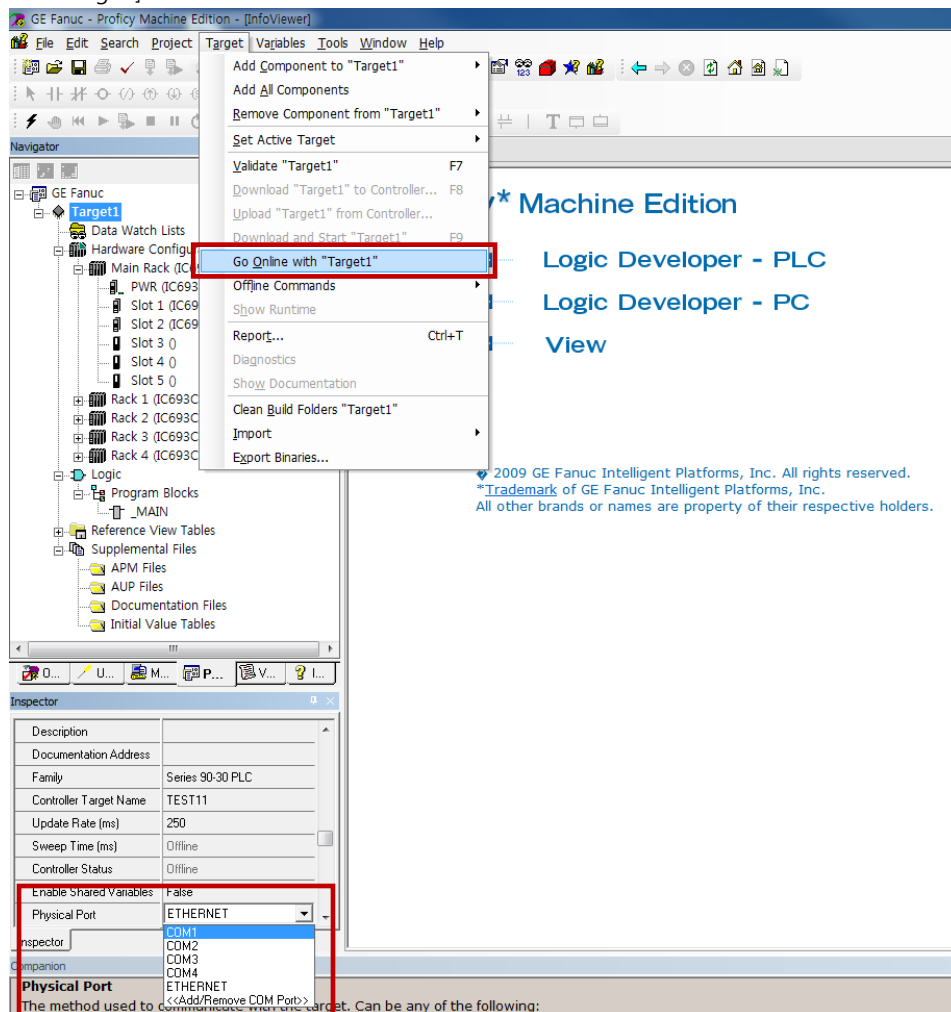 GE Fanuc - Proficy Machine Edition - [InfoViewer]
File Edit Search Project Target Variables Tools Window Help
Add Component to "Target1"
Add All Components
Remove Component from "Target1"
Set Active Target
Validate "Target1" F7
Download "Target1" to Controller... F8
Upload "Target1" from Controller...
Download and Start "Target1" F9
Go Online with "Target1"
Offline Commands
Show Runtime
Report... Ctrl+T
Diagnostics
Show Documentation
Clean Build Folders "Target1"
Import
Export Binaries...
Navigator
GE Fanuc
Target1
Data Watch Lists
Hardware Configu
Main Rack (IC6
PWR (IC693
Slot 1 (IC69
Slot 2 (IC69
Slot 3 ()
Slot 4 ()
Slot 5 ()
Rack 1 (IC693C
Rack 2 (IC693C
Rack 3 (IC693C
Rack 4 (IC693C
Logic
Program Blocks
_MAIN
Reference View Tables
Supplemental Files
APM Files
AUP Files
Documentation Files
Initial Value Tables
O... U... M... P... V... I...
y* Machine Edition
Logic Developer - PLC
Logic Developer - PC
View
© 2009 GE Fanuc Intelligent Platforms, Inc. All rights reserved.
*Trademark of GE Fanuc Intelligent Platforms, Inc.
All other brands or names are property of their respective holders.
Inspector
Description
Documentation Address
Family Series 90-30 PLC
Controller Target Name TEST11
Update Rate (ms) 250
Sweep Time (ms) Offline
Controller Status Offline
Enable Shared Variables False
Physical Port ETHERNET
COM1
COM2
COM3
COM4
ETHERNET
<<Add/Remove COM Port>>
Inspector
Companion
Physical Port
The method used to communicate with the target. Can be any of the following: